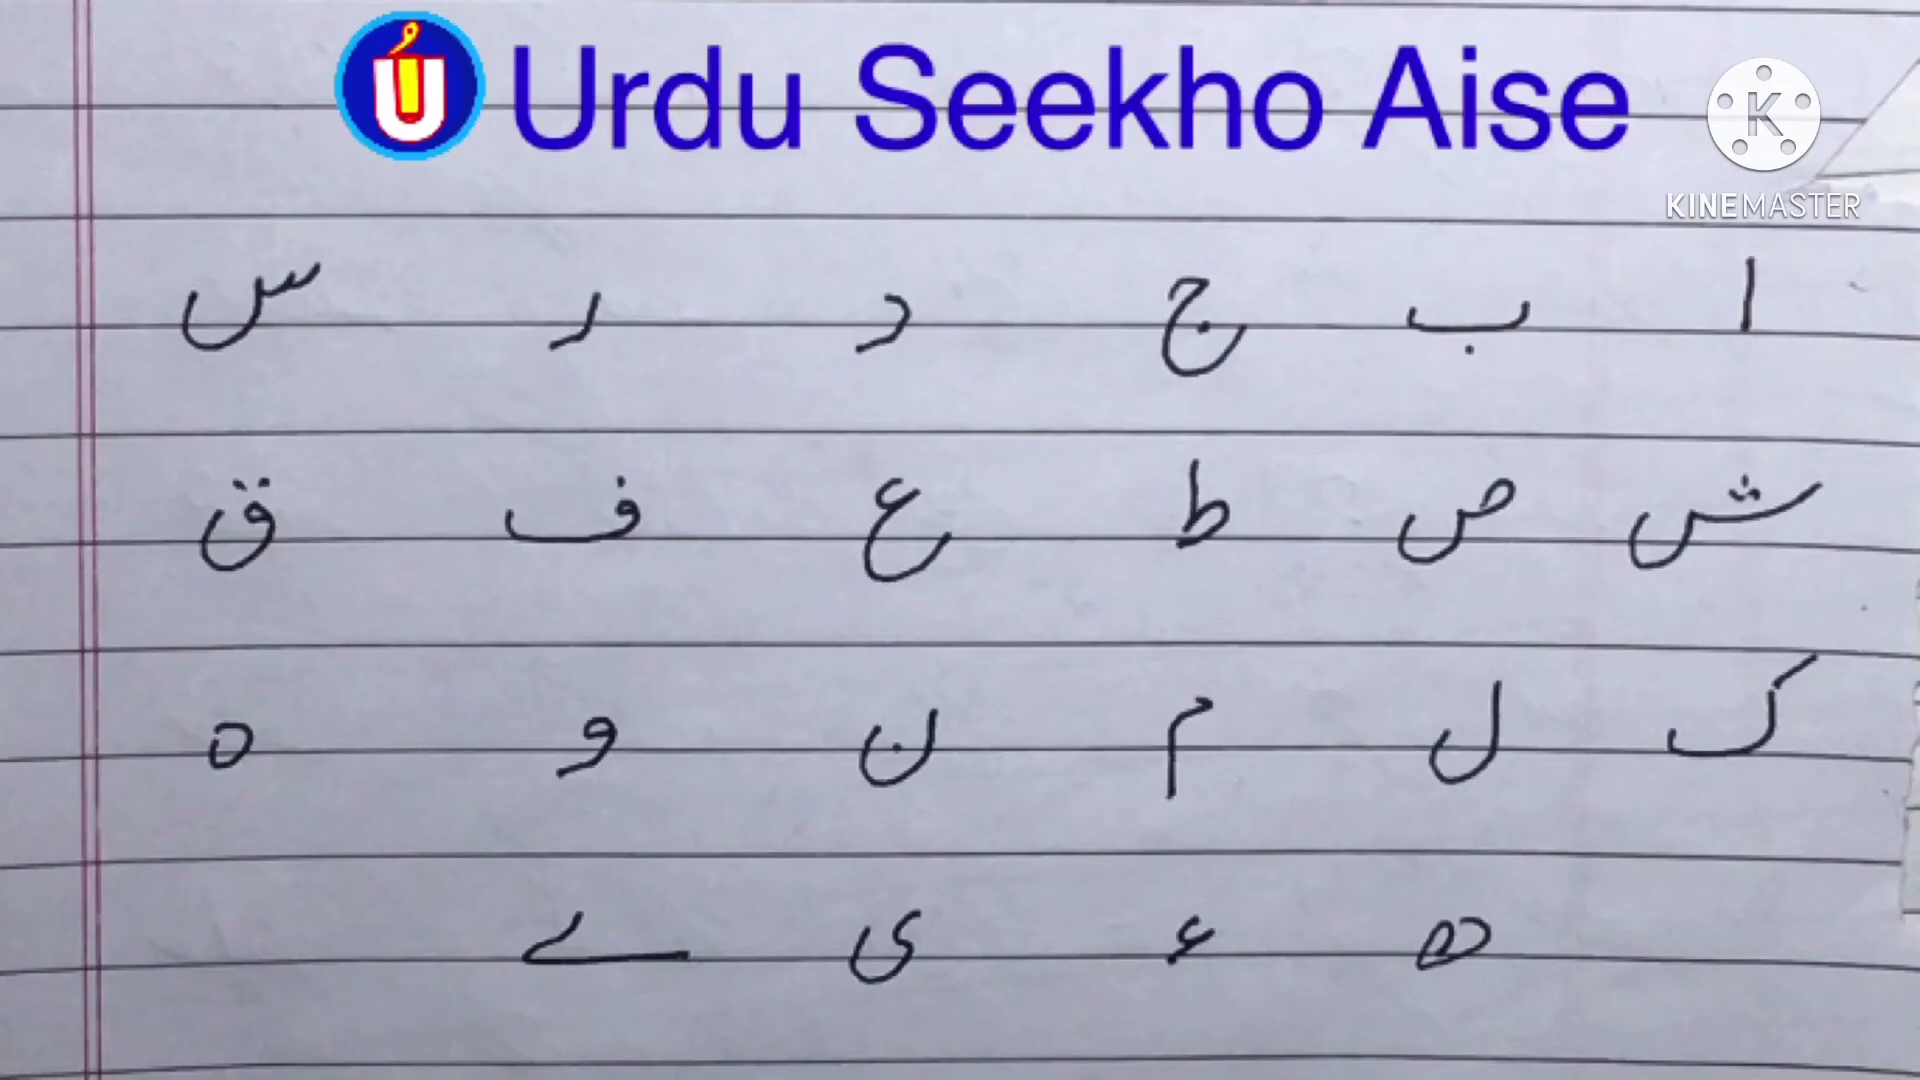 Urdu Seekho Aise
KINEMASTER
ا ب ج د ر س
ش ص ط ع ف ق
ک ل م ن و ہ
ھ ء ی ے